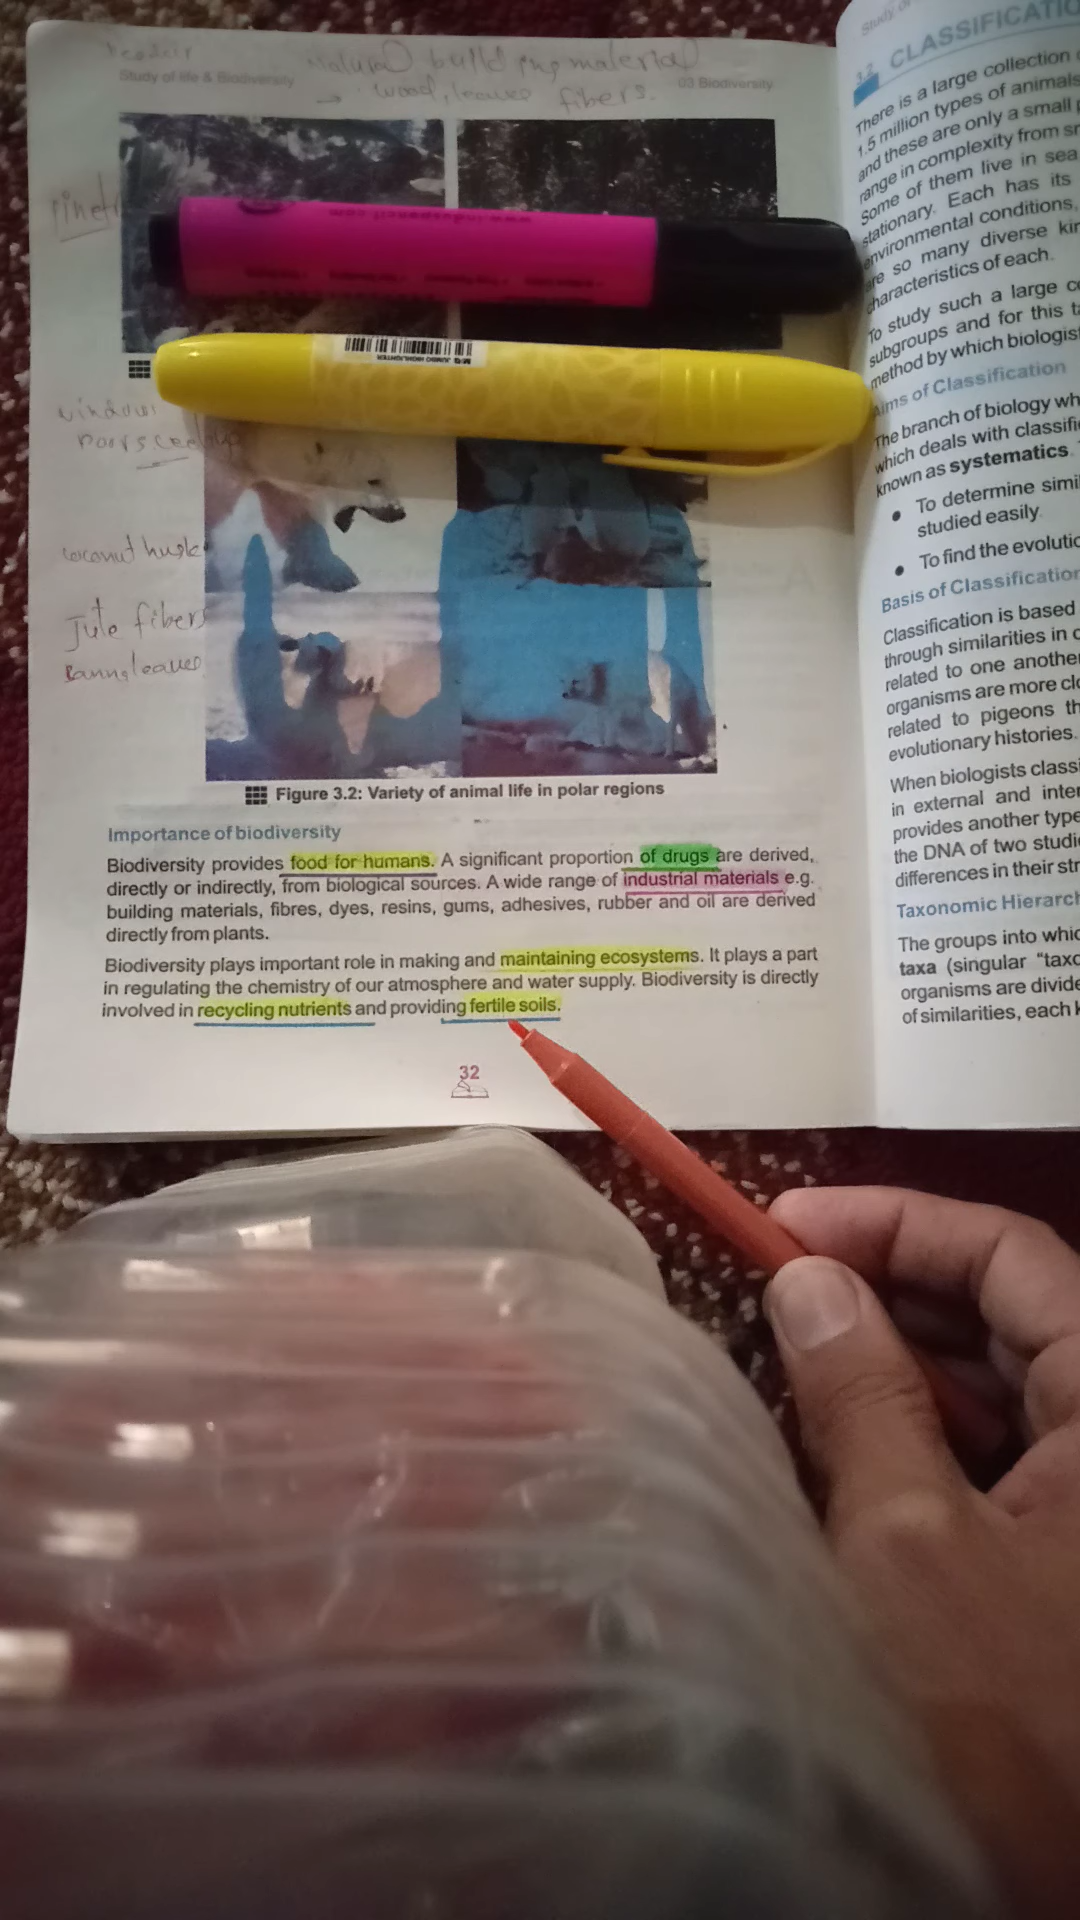 Natural building material
Study of life & Biodiversity
03 Biodiversity
→ wood, leaves fibers.
coconut husk
Jute fibers
Figure 3.2: Variety of animal life in polar regions
Importance of biodiversity
Biodiversity provides food for humans. A significant proportion of drugs are derived,
directly or indirectly, from biological sources. A wide range of industrial materials e.g.
building materials, fibres, dyes, resins, gums, adhesives, rubber and oil are derived
directly from plants.
Biodiversity plays important role in making and maintaining ecosystems. It plays a part
in regulating the chemistry of our atmosphere and water supply. Biodiversity is directly
involved in recycling nutrients and providing fertile soils.
32
Study of
3.2 CLASSIFICATIO
There is a large collection
1.5 million types of animals
and these are only a small
range in complexity from
Some of them live in sea
stationary. Each has its
environmental conditions,
are so many diverse
characteristics of each.
To study such a large
subgroups and for this
method by which biologist
Aims of Classification
The branch of biology wh
which deals with classifi
known as systematics.
• To determine simi
studied easily.
• To find the evolutio
Basis of Classification
Classification is based
through similarities in
related to one another
organisms are more clo
related to pigeons th
evolutionary histories.
When biologists classi
in external and inter
provides another type
the DNA of two studi
differences in their str
Taxonomic Hierarch
The groups into whic
taxa (singular "taxo
organisms are divide
of similarities, each